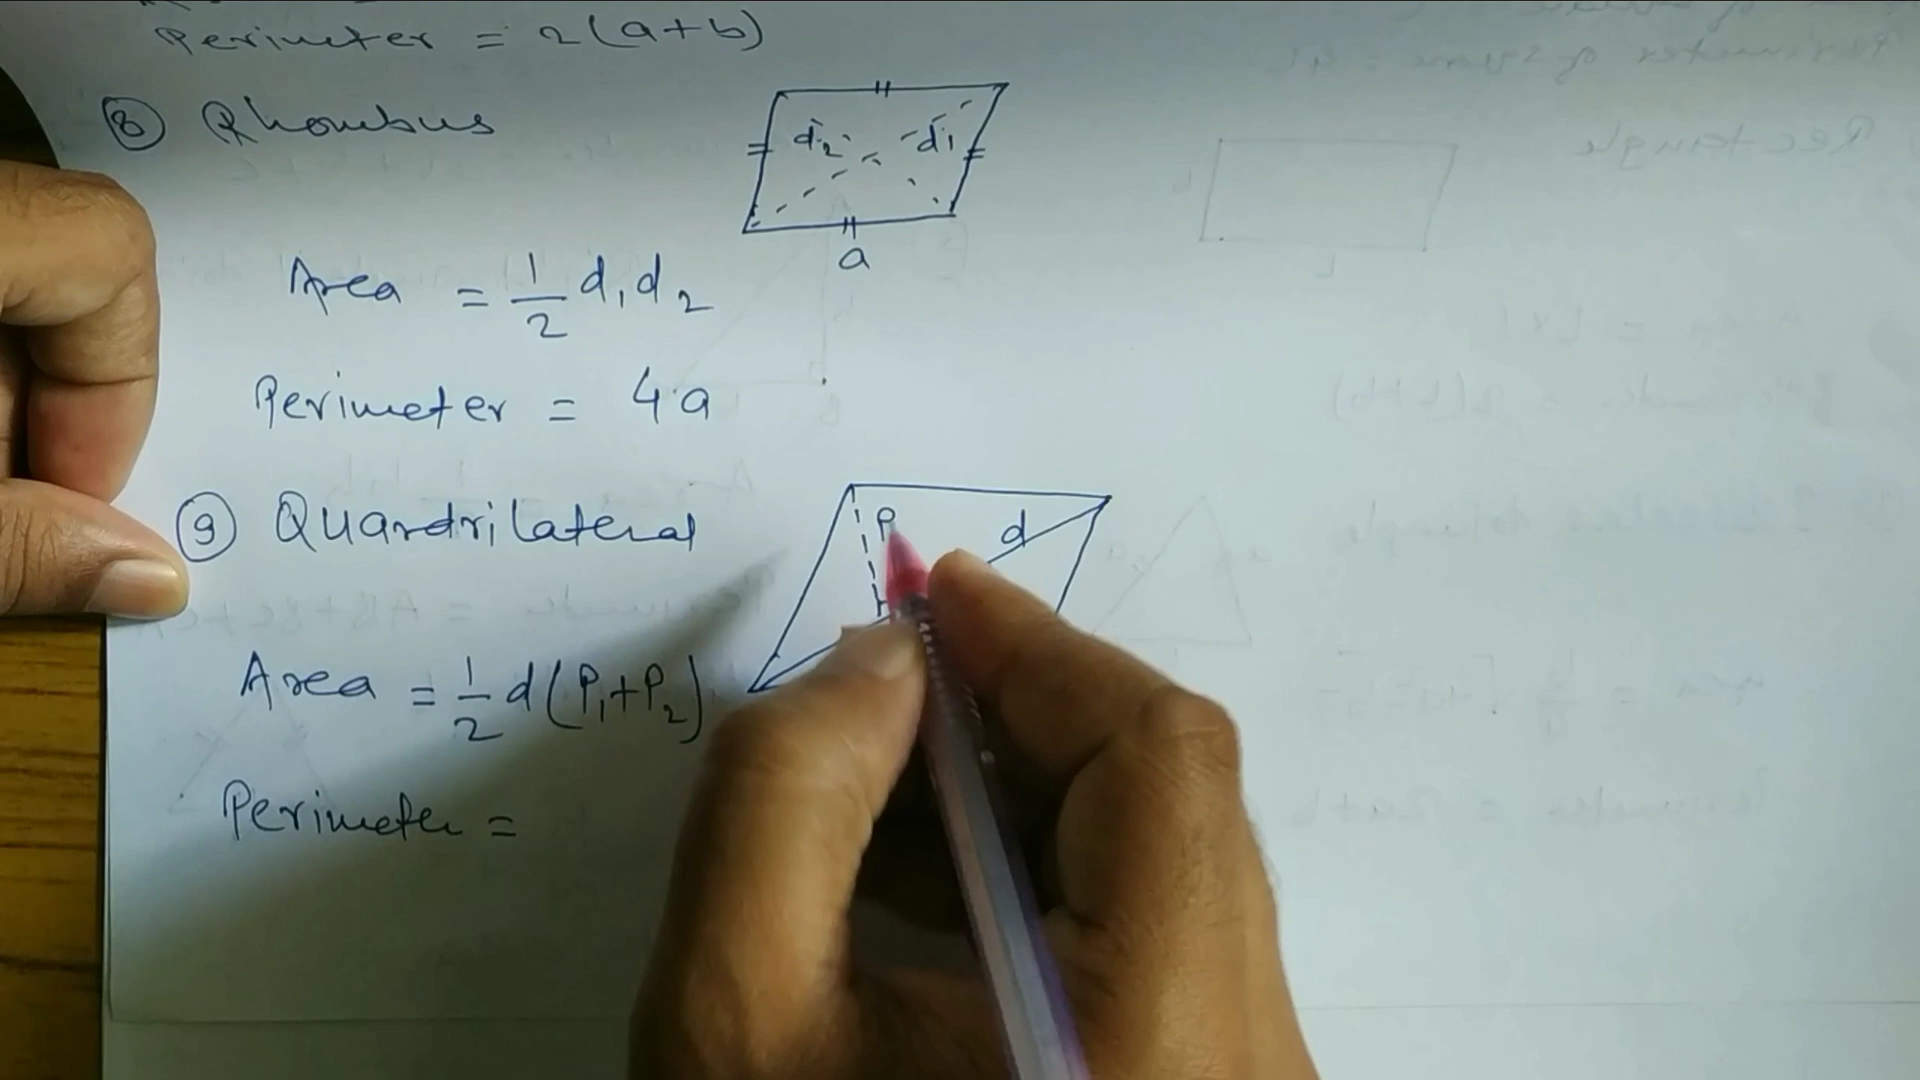 Perimeter = 2(a+b)
⑧ Rhombus
d2 d1
a
Area = 1/2 d1 d2
Perimeter = 4a
⑨ Quardrilateral
P d
Area = 1/2 d(P1+P2)
Perimeter =